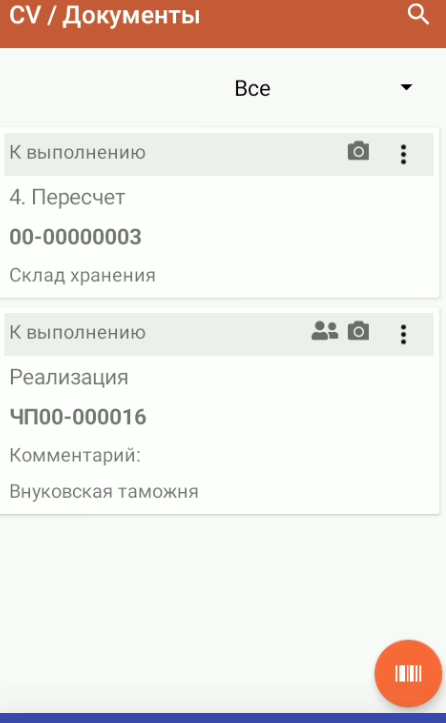 CV / Документы
Все
К выполнению
4. Пересчет
00-00000003
Склад хранения
К выполнению
Реализация
ЧП00-000016
Комментарий:
Внуковская таможня